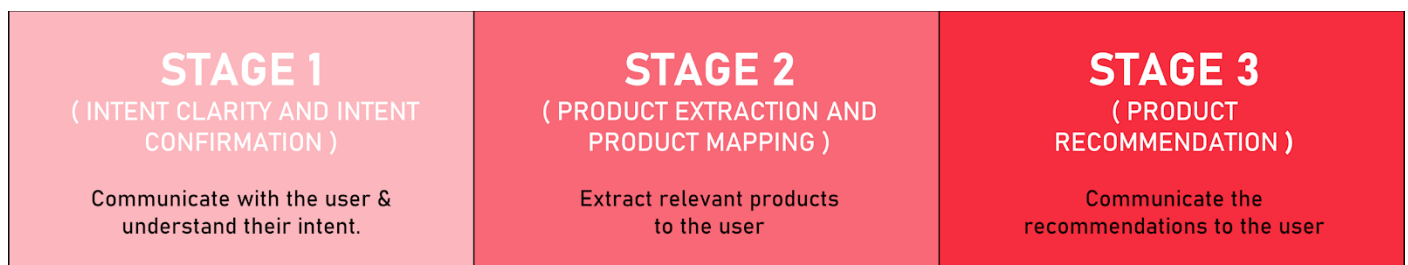 STAGE 1
( INTENT CLARITY AND INTENT
CONFIRMATION )
Communicate with the user &
understand their intent.
STAGE 2
( PRODUCT EXTRACTION AND
PRODUCT MAPPING )
Extract relevant products
to the user
STAGE 3
( PRODUCT
RECOMMENDATION )
Communicate the
recommendations to the user